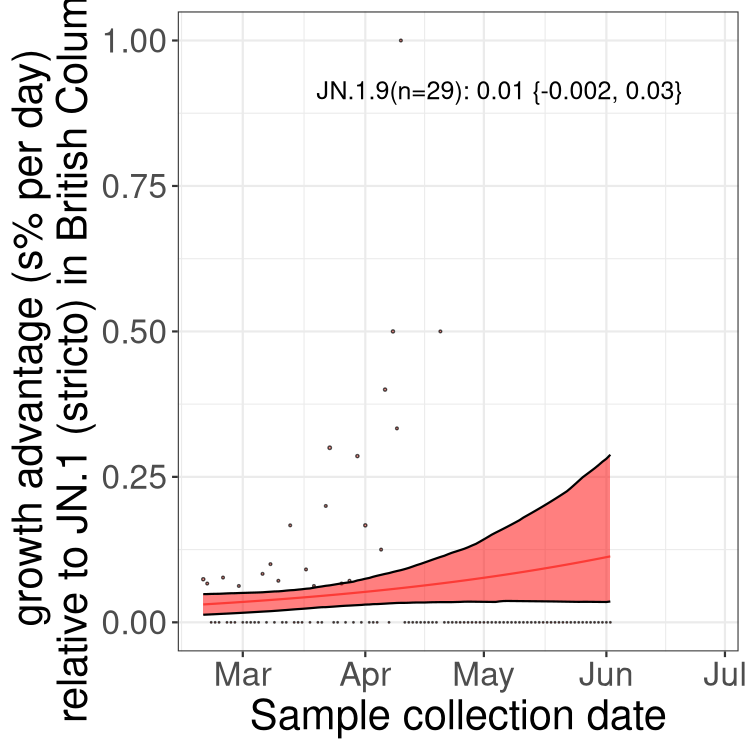 growth advantage (s% per day)
relative to JN.1 (stricto) in British Colum
1.00
0.75
0.50
0.25
0.00
JN.1.9(n=29): 0.01 {-0.002, 0.03}
Mar Apr May Jun Jul
Sample collection date